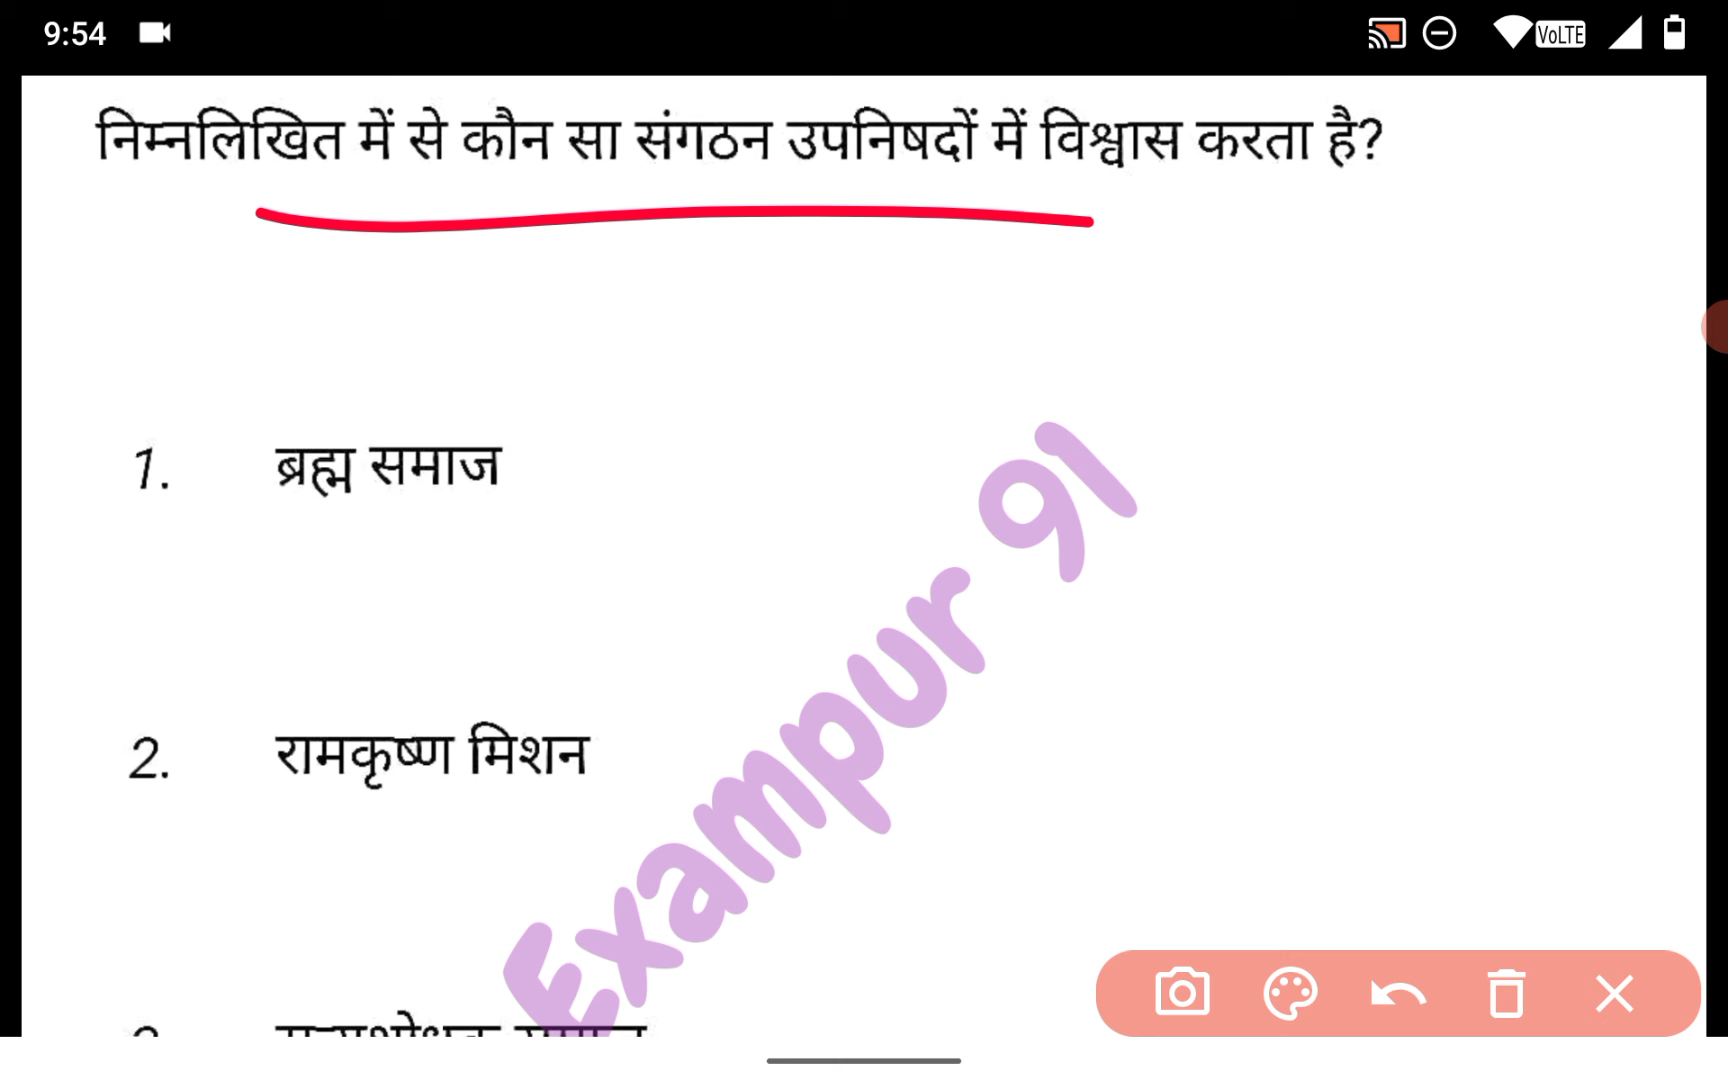 9:54
VoLTE
निम्नलिखित में से कौन सा संगठन उपनिषदों में विश्वास करता है?
1. ब्रह्म समाज
2. रामकृष्ण मिशन
Exampur 91